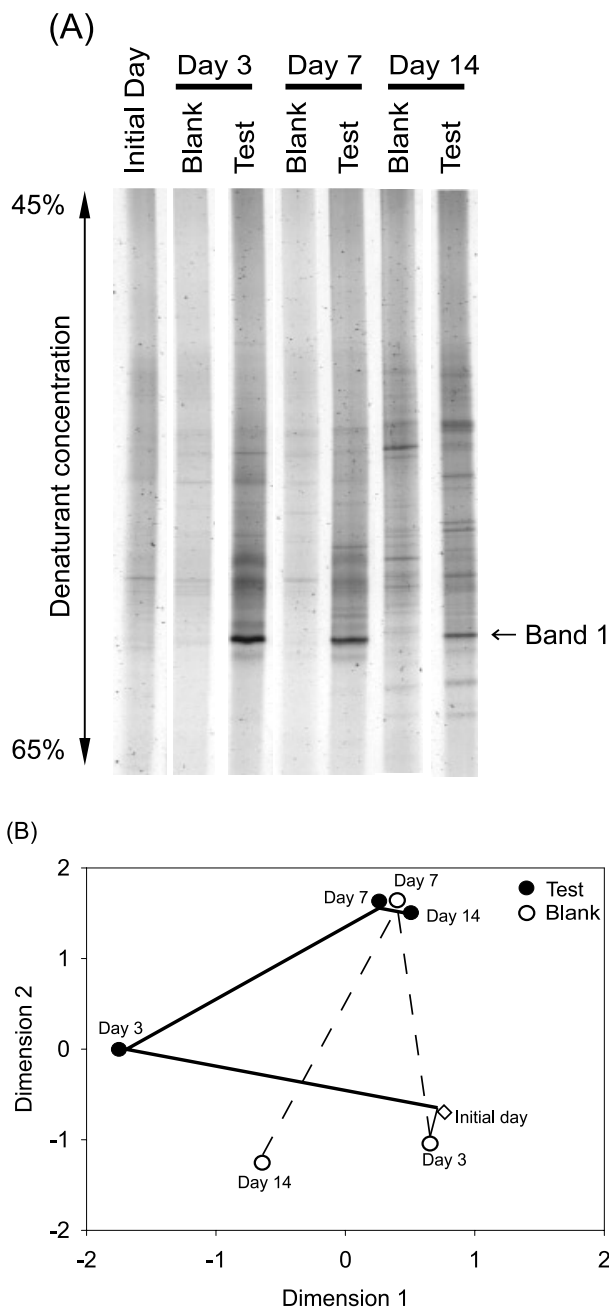 (A)
Day 3 Day 7 Day 14
Initial Day Blank Test Blank Test Blank Test
45%
Denaturant concentration
← Band 1
65%
(B)
2
Day 7
Day 7
Test
Blank
Day 14
1
Dimension 2
Day 3
0
Initial day
-1
Day 3
Day 14
-2
-2 -1 0 1 2
Dimension 1